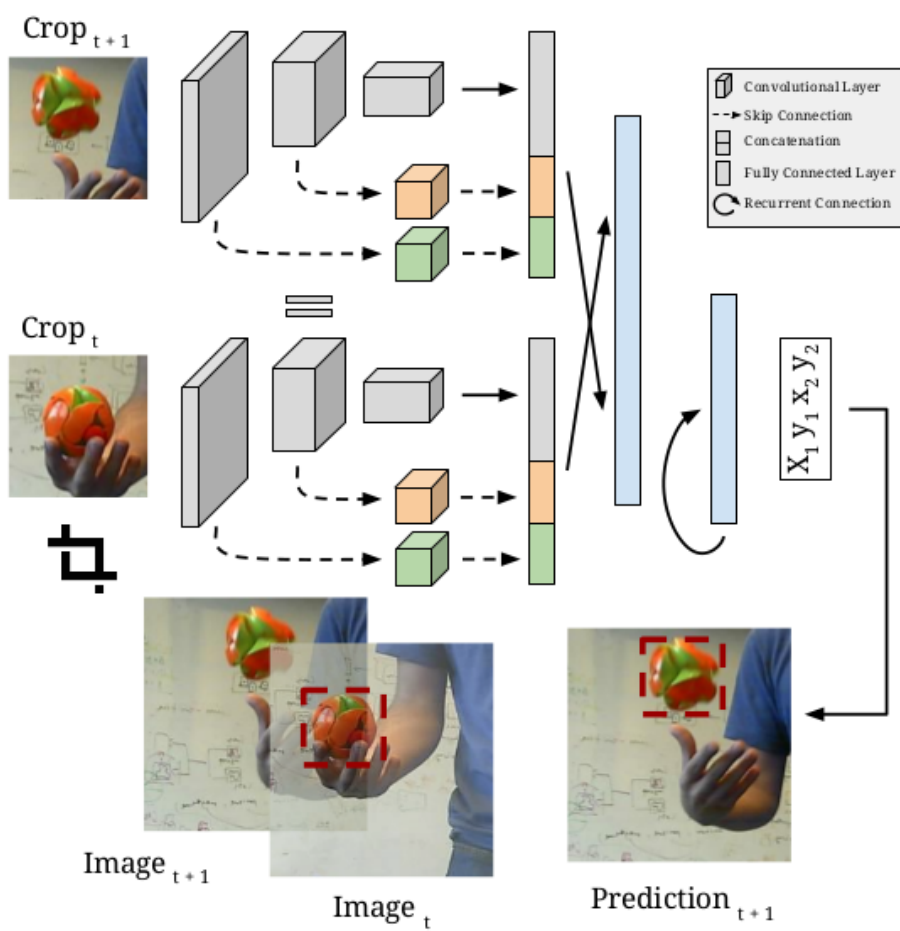 Crop t+1
Convolutional Layer
Skip Connection
Concatenation
Fully Connected Layer
Recurrent Connection
Crop t
X₁ y₁ x₂ y₂
Image t+1
Image t
Prediction t+1